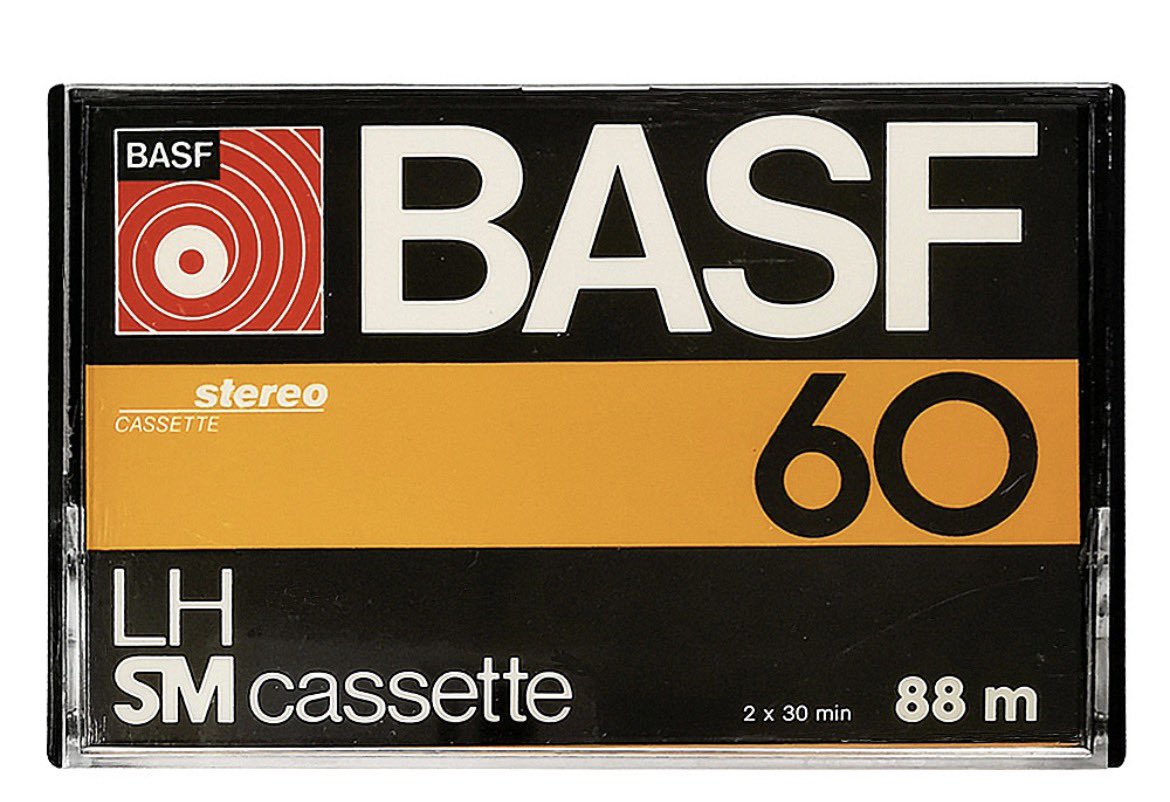 BASF
BASF
stereo
CASSETTE
60
LH
SM cassette
2 x 30 min
88 m